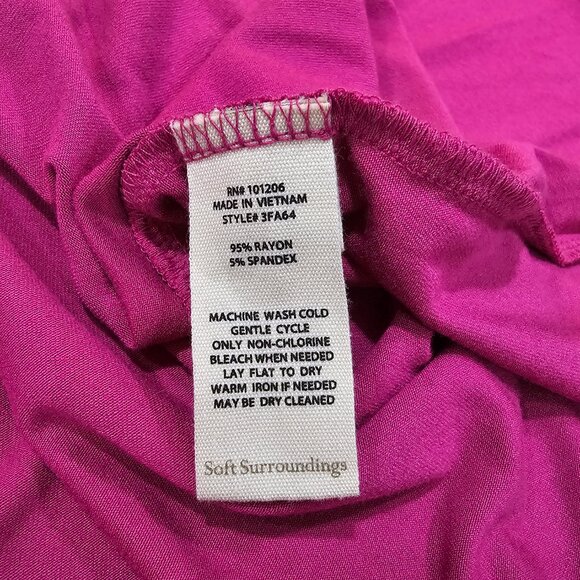 RN# 101206
MADE IN VIETNAM
STYLE# 3FA64
95% RAYON
5% SPANDEX
MACHINE WASH COLD
GENTLE CYCLE
ONLY NON-CHLORINE
BLEACH WHEN NEEDED
LAY FLAT TO DRY
WARM IRON IF NEEDED
MAY BE DRY CLEANED
Soft Surroundings